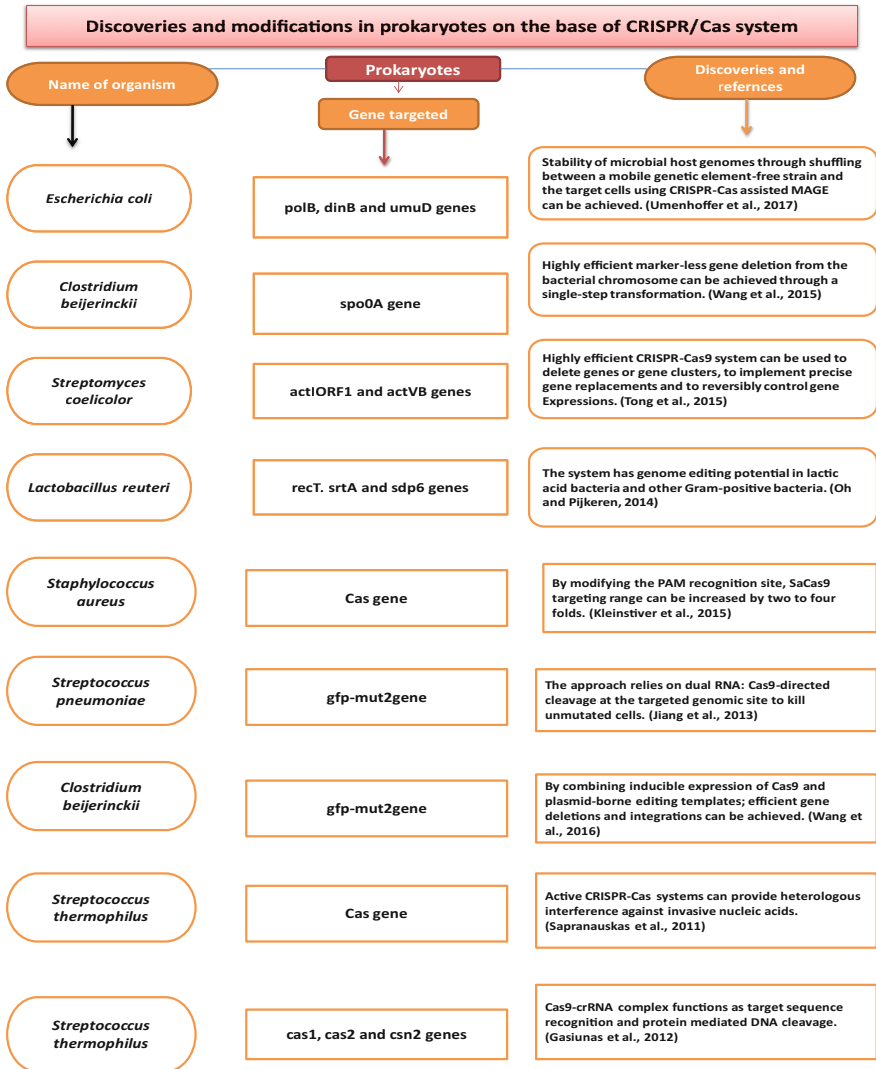 Discoveries and modifications in prokaryotes on the base of CRISPR/Cas system
Name of organism
Prokaryotes
Discoveries and
refernces
Gene targeted
Escherichia coli
polB, dinB and umuD genes
Stability of microbial host genomes through shuffling
between a mobile genetic element-free strain and
the target cells using CRISPR-Cas assisted MAGE
can be achieved. (Umenhoffer et al., 2017)
Clostridium
beijerinckii
spo0A gene
Highly efficient marker-less gene deletion from the
bacterial chromosome can be achieved through a
single-step transformation. (Wang et al., 2015)
Streptomyces
coelicolor
actIORF1 and actVB genes
Highly efficient CRISPR-Cas9 system can be used to
delete genes or gene clusters, to implement precise
gene replacements and to reversibly control gene
Expressions. (Tong et al., 2015)
Lactobacillus reuteri
recT. srtA and sdp6 genes
The system has genome editing potential in lactic
acid bacteria and other Gram-positive bacteria. (Oh
and Pijkeren, 2014)
Staphylococcus
aureus
Cas gene
By modifying the PAM recognition site, SaCas9
targeting range can be increased by two to four
folds. (Kleinstiver et al., 2015)
Streptococcus
pneumoniae
gfp-mut2gene
The approach relies on dual RNA: Cas9-directed
cleavage at the targeted genomic site to kill
unmutated cells. (Jiang et al., 2013)
Clostridium
beijerinckii
gfp-mut2gene
By combining inducible expression of Cas9 and
plasmid-borne editing templates; efficient gene
deletions and integrations can be achieved. (Wang et
al., 2016)
Streptococcus
thermophilus
Cas gene
Active CRISPR-Cas systems can provide heterologous
interference against invasive nucleic acids.
(Sapranauskas et al., 2011)
Streptococcus
thermophilus
cas1, cas2 and csn2 genes
Cas9-crRNA complex functions as target sequence
recognition and protein mediated DNA cleavage.
(Gasiunas et al., 2012)